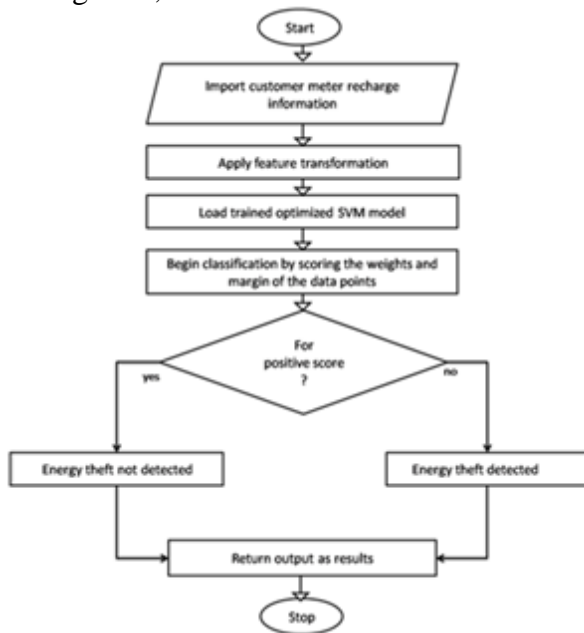 Start
Import customer meter recharge
information
Apply feature transformation
Load trained optimized SVM model
Begin classification by scoring the weights and
margin of the data points
For
positive score
?
yes
no
Energy theft not detected
Energy theft detected
Return output as results
Stop